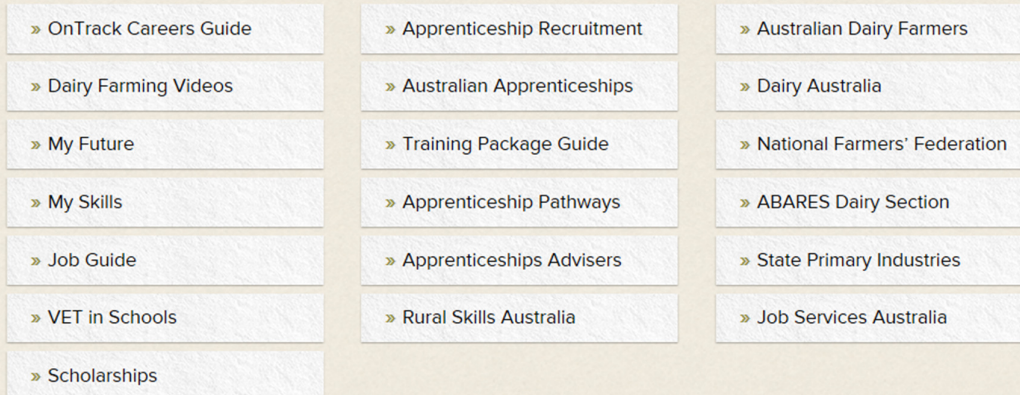 » OnTrack Careers Guide
» Dairy Farming Videos
» My Future
» My Skills
» Job Guide
» VET in Schools
» Scholarships
» Apprenticeship Recruitment
» Australian Apprenticeships
» Training Package Guide
» Apprenticeship Pathways
» Apprenticeships Advisers
» Rural Skills Australia
» Australian Dairy Farmers
» Dairy Australia
» National Farmers’ Federation
» ABARES Dairy Section
» State Primary Industries
» Job Services Australia